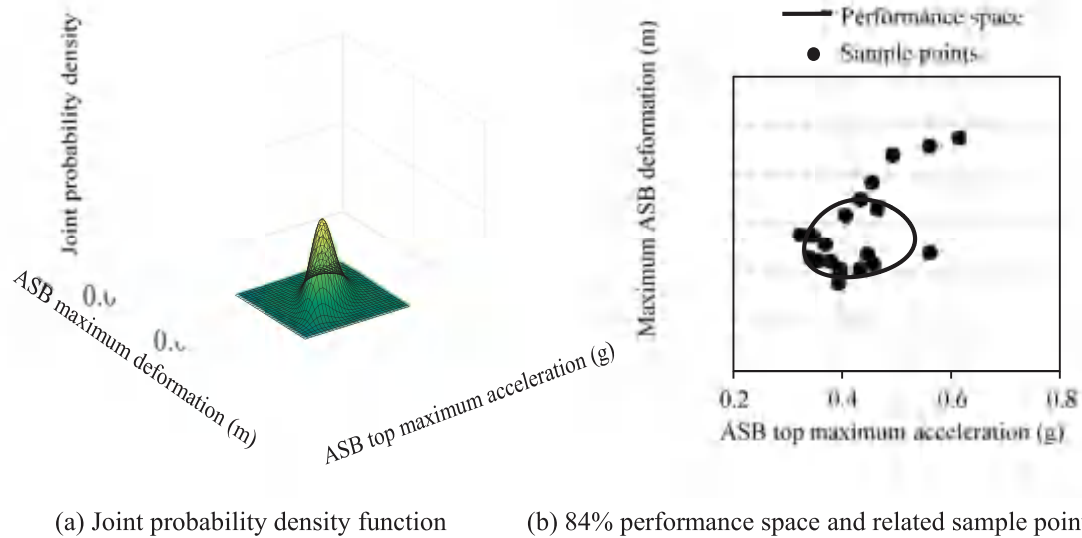 Joint probability density
ASB maximum deformation (m)
ASB top maximum acceleration (g)
(a) Joint probability density function
Performance space
Sample points
Maximum ASB deformation (m)
0.2 0.4 0.6 0.8
ASB top maximum acceleration (g)
(b) 84% performance space and related sample poin